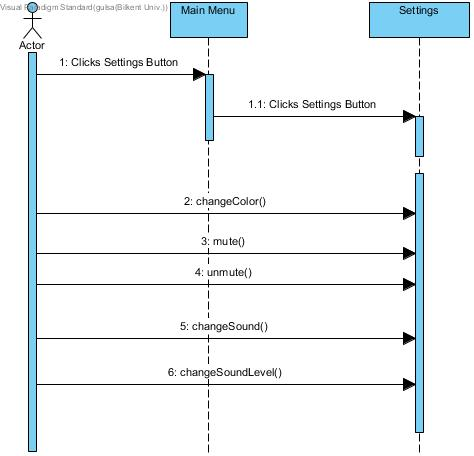 Visual Paradigm Standard(gulsa(Bilkent Univ.))
Main Menu
Settings
Actor
1: Clicks Settings Button
1.1: Clicks Settings Button
2: changeColor()
3: mute()
4: unmute()
5: changeSound()
6: changeSoundLevel()